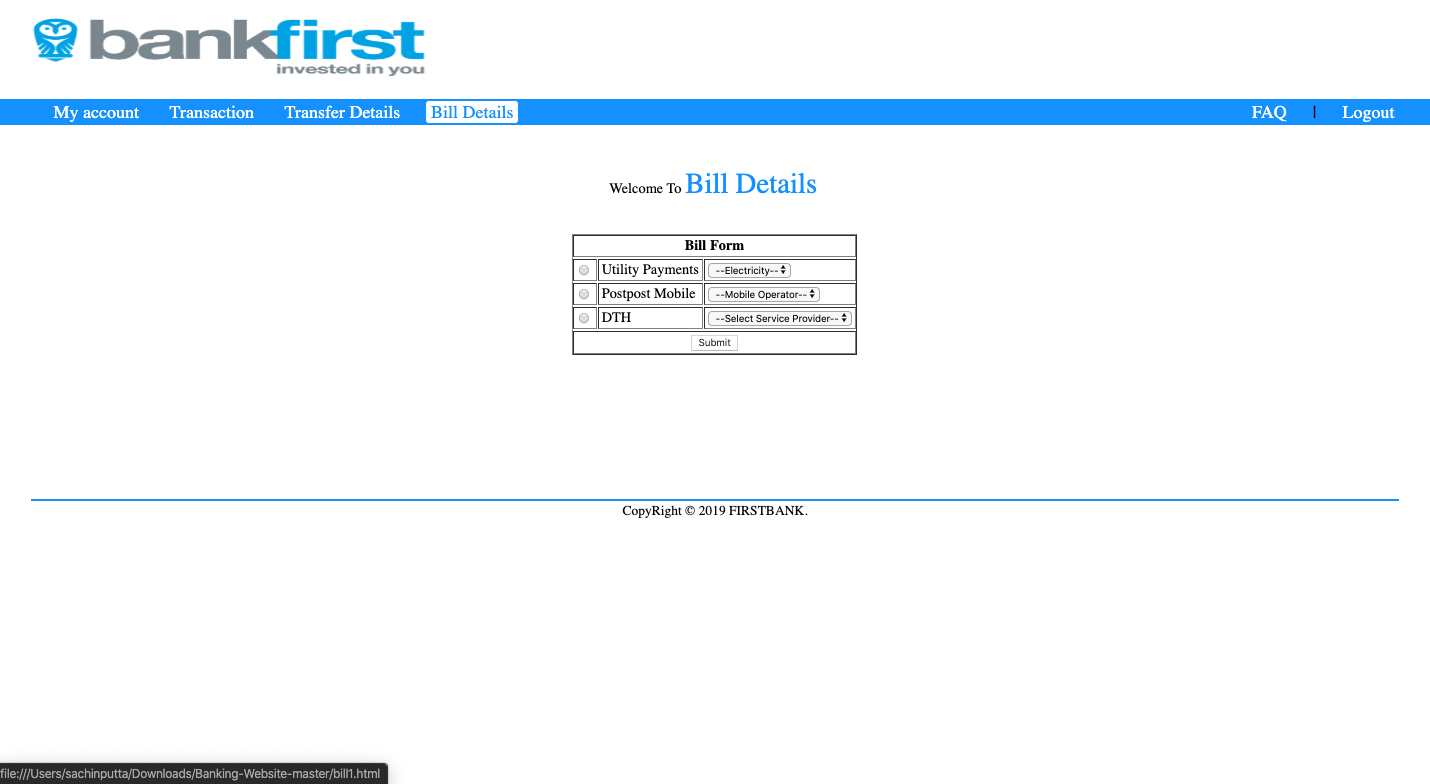 bankfirst
invested in you
My account Transaction Transfer Details Bill Details FAQ | Logout
Welcome To Bill Details
Bill Form
Utility Payments --Electricity--
Postpost Mobile --Mobile Operator--
DTH --Select Service Provider--
Submit
CopyRight © 2019 FIRSTBANK.
file:///Users/sachinputta/Downloads/Banking-Website-master/bill1.html